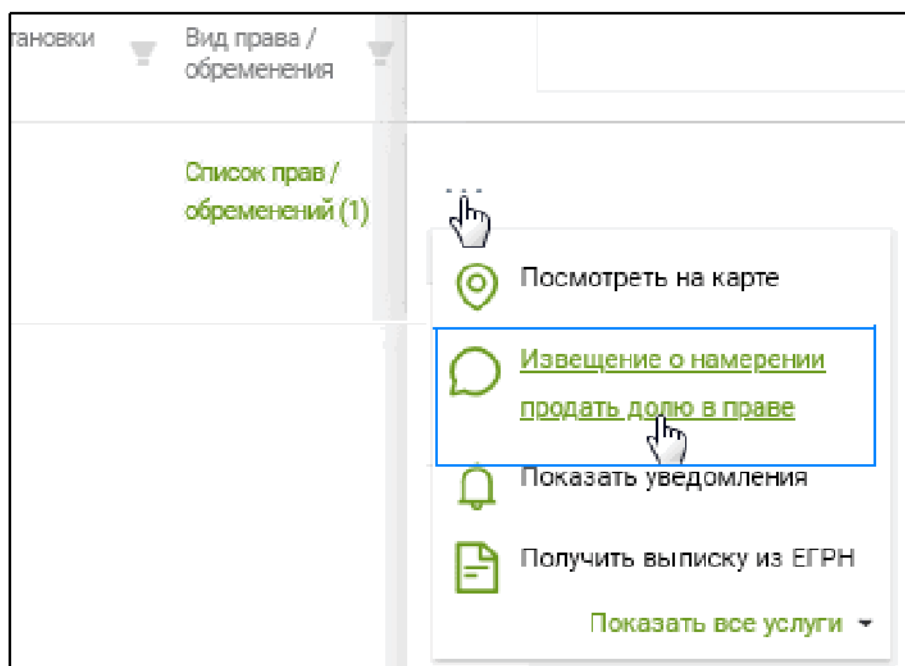 тановки
Вид права /
обременения
Список прав /
обременений (1)
...
Посмотреть на карте
Извещение о намерении
продать долю в праве
Показать уведомления
Получить выписку из ЕГРН
Показать все услуги